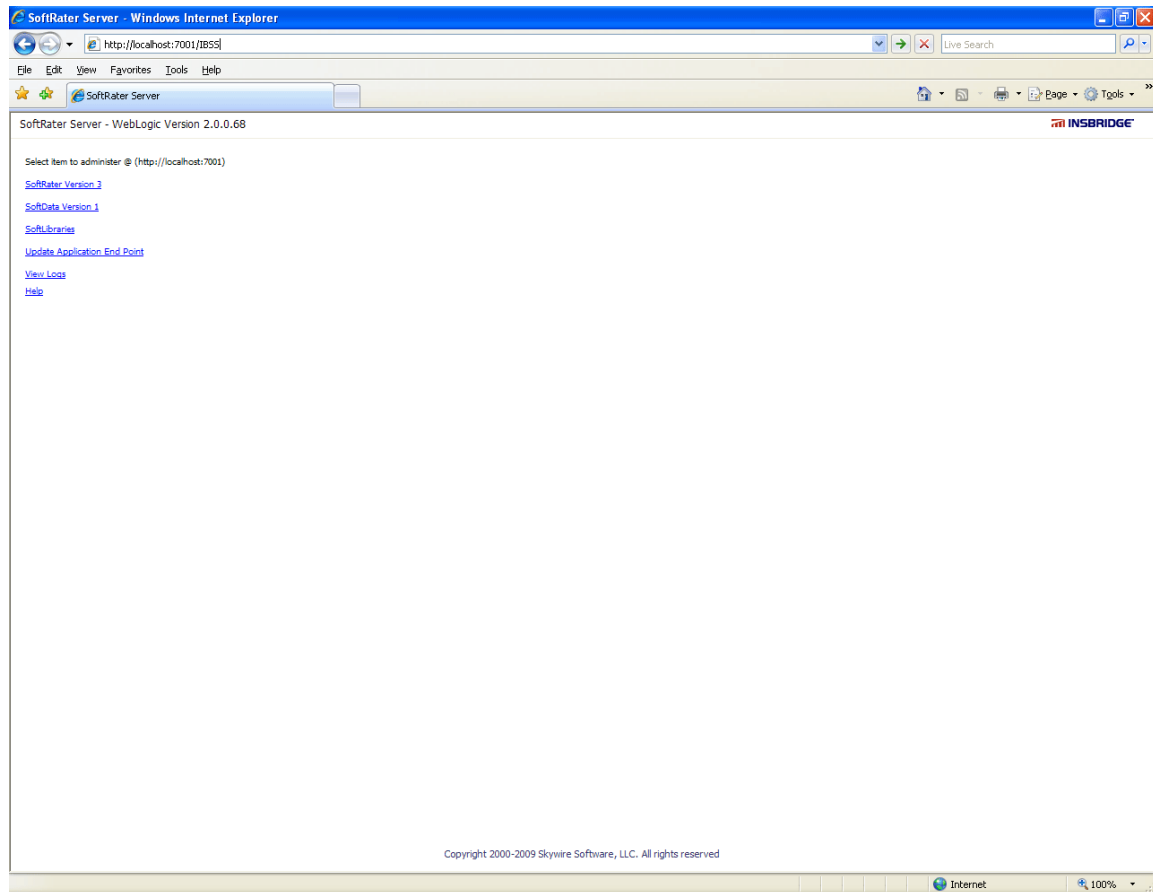 SoftRater Server - Windows Internet Explorer
http://localhost:7001/IBSS
Live Search
File Edit View Favorites Tools Help
SoftRater Server
Page Tools »
SoftRater Server - WebLogic Version 2.0.0.68
INSBRIDGE
Select item to administer @ (http://localhost:7001)
SoftRater Version 3
SoftData Version 1
SoftLibraries
Update Application End Point
View Logs
Help
Copyright 2000-2009 Skywire Software, LLC. All rights reserved
Internet 100%